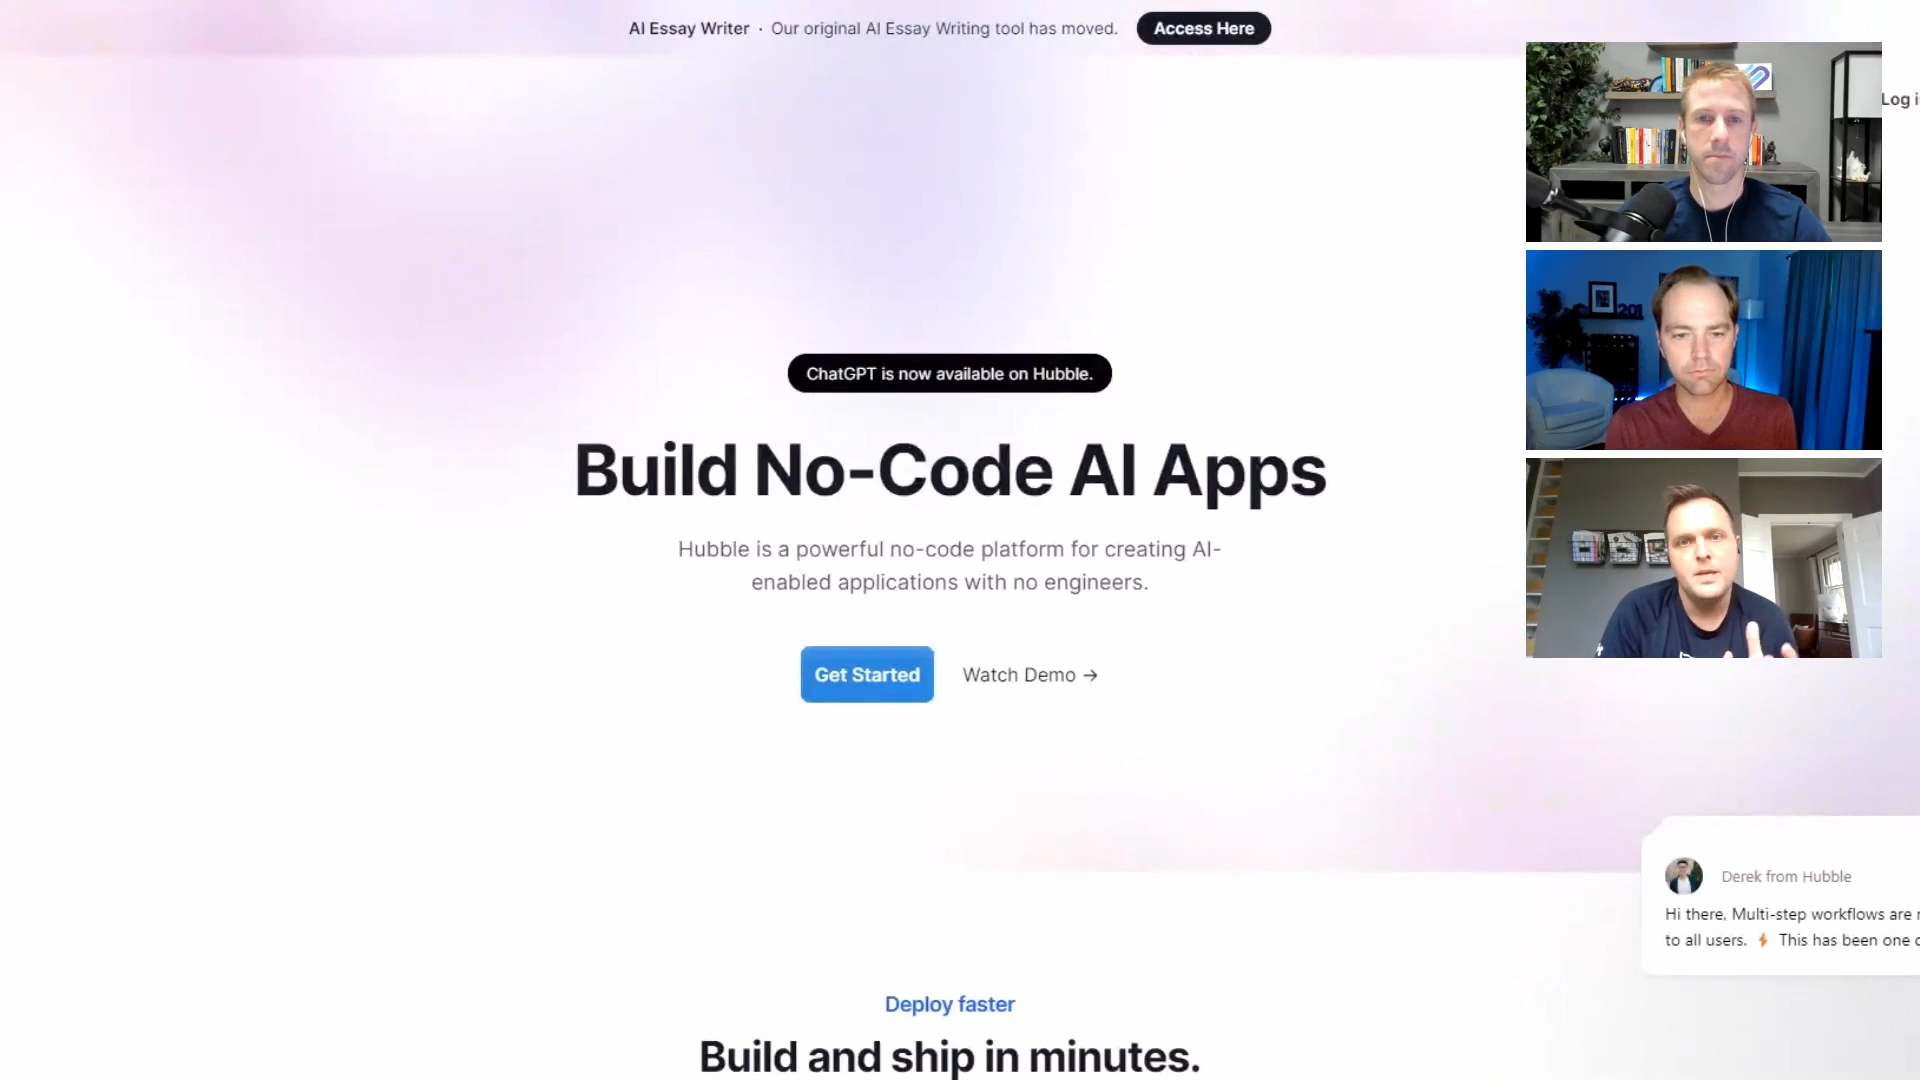 AI Essay Writer · Our original AI Essay Writing tool has moved. Access Here
Log i
201
ChatGPT is now available on Hubble.
Build No-Code AI Apps
Hubble is a powerful no-code platform for creating AI-
enabled applications with no engineers.
Get Started Watch Demo →
Derek from Hubble
Hi there, Multi-step workflows are
to all users. ⚡ This has been one
Deploy faster
Build and ship in minutes.